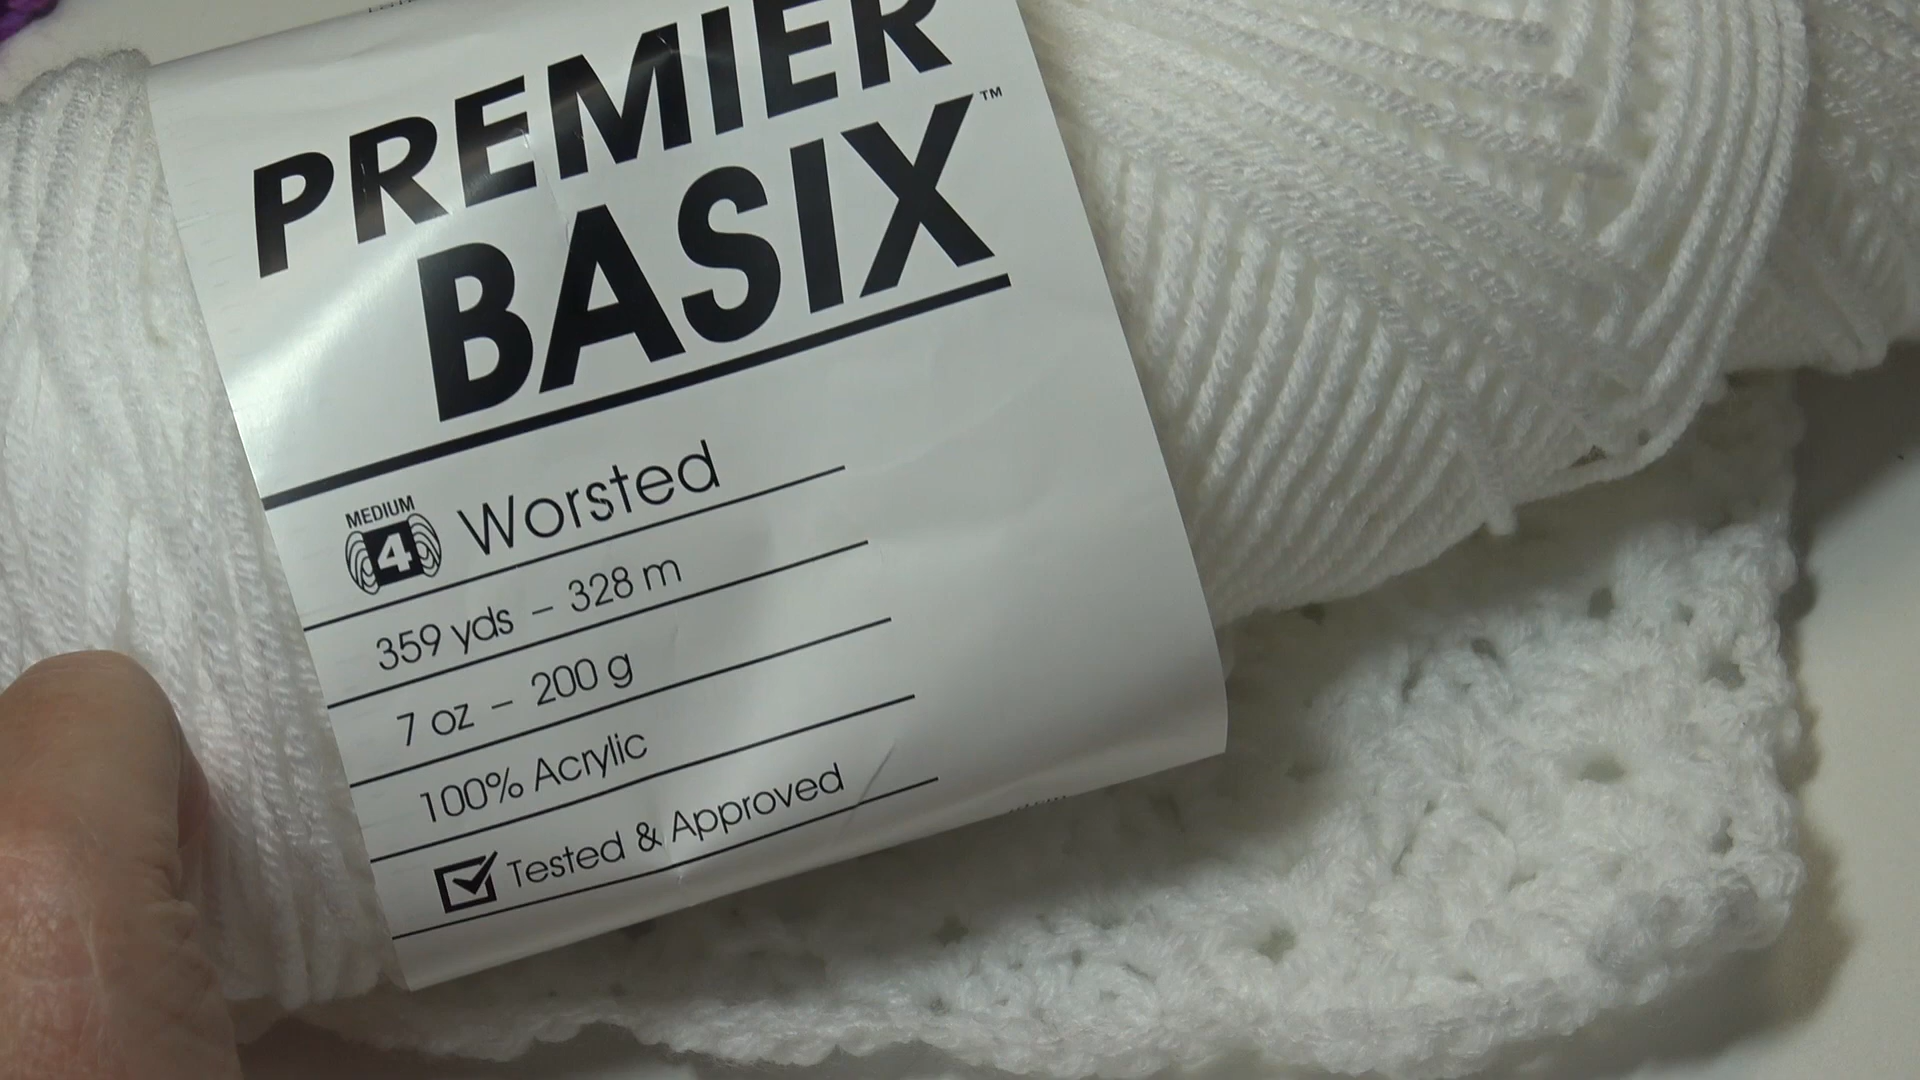 PREMIER
BASIX™
MEDIUM
4 Worsted
359 yds – 328 m
7 oz – 200 g
100% Acrylic
Tested & Approved